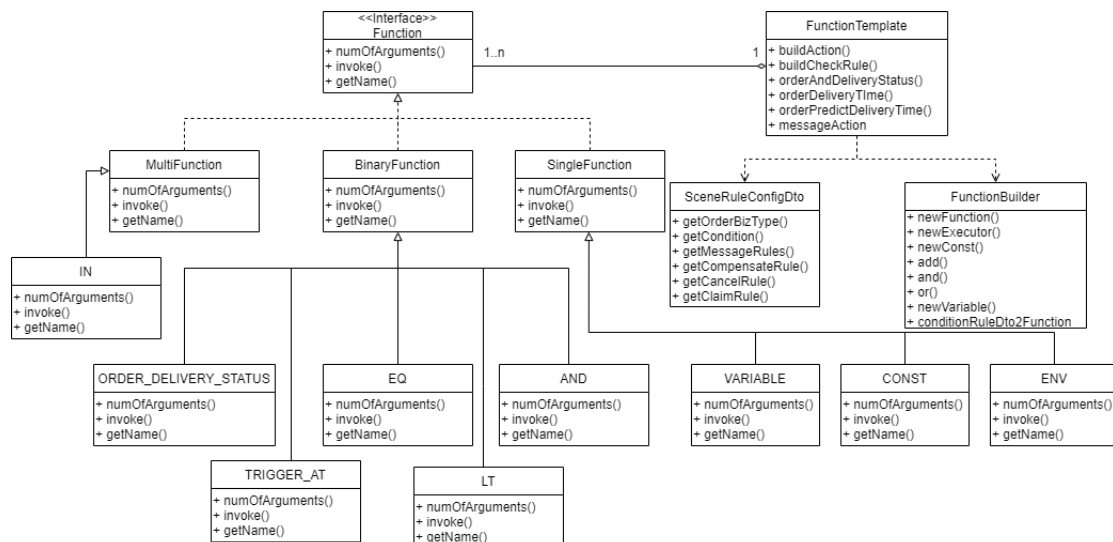 <<Interface>>
Function
+ numOfArguments()
+ invoke()
+ getName()
1..n
1
FunctionTemplate
+ buildAction()
+ buildCheckRule()
+ orderAndDeliveryStatus()
+ orderDeliveryTIme()
+ orderPredictDeliveryTime()
+ messageAction
MultiFunction
+ numOfArguments()
+ invoke()
+ getName()
BinaryFunction
+ numOfArguments()
+ invoke()
+ getName()
SingleFunction
+ numOfArguments()
+ invoke()
+ getName()
SceneRuleConfigDto
+ getOrderBizType()
+ getCondition()
+ getMessageRules()
+ getCompensateRule()
+ getCancelRule()
+ getClaimRule()
FunctionBuilder
+ newFunction()
+ newExecutor()
+ newConst()
+ add()
+ and()
+ or()
+ newVariable()
+ conditionRuleDto2Function
IN
+ numOfArguments()
+ invoke()
+ getName()
ORDER_DELIVERY_STATUS
+ numOfArguments()
+ invoke()
+ getName()
EQ
+ numOfArguments()
+ invoke()
+ getName()
AND
+ numOfArguments()
+ invoke()
+ getName()
VARIABLE
+ numOfArguments()
+ invoke()
+ getName()
CONST
+ numOfArguments()
+ invoke()
+ getName()
ENV
+ numOfArguments()
+ invoke()
+ getName()
TRIGGER_AT
+ numOfArguments()
+ invoke()
+ getName()
LT
+ numOfArguments()
+ invoke()
+ getName()